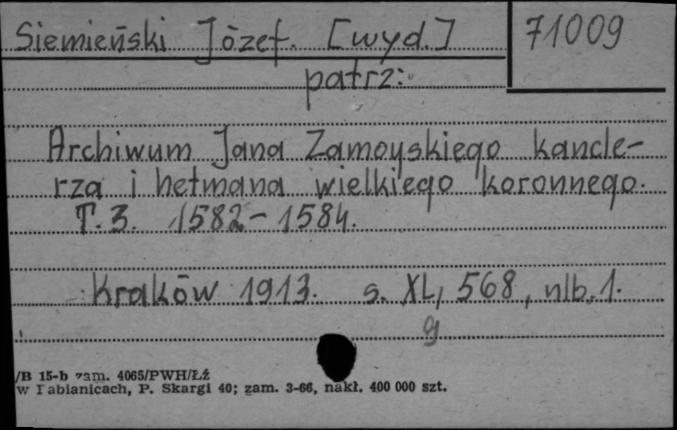 Siemieński Józef. [wyd.]
71009
patrz:
Archiwum Jana Zamoyskiego kancle-
rza i hetmana wielkiego koronnego.
T. 3. 1582-1584.
Kraków 1913. s. XL, 568, nlb. 1.
g
/B 15-b zam. 4065/PWH/Łź
w Pabianicach, P. Skargi 40; zam. 3-66, nakł. 400 000 szt.